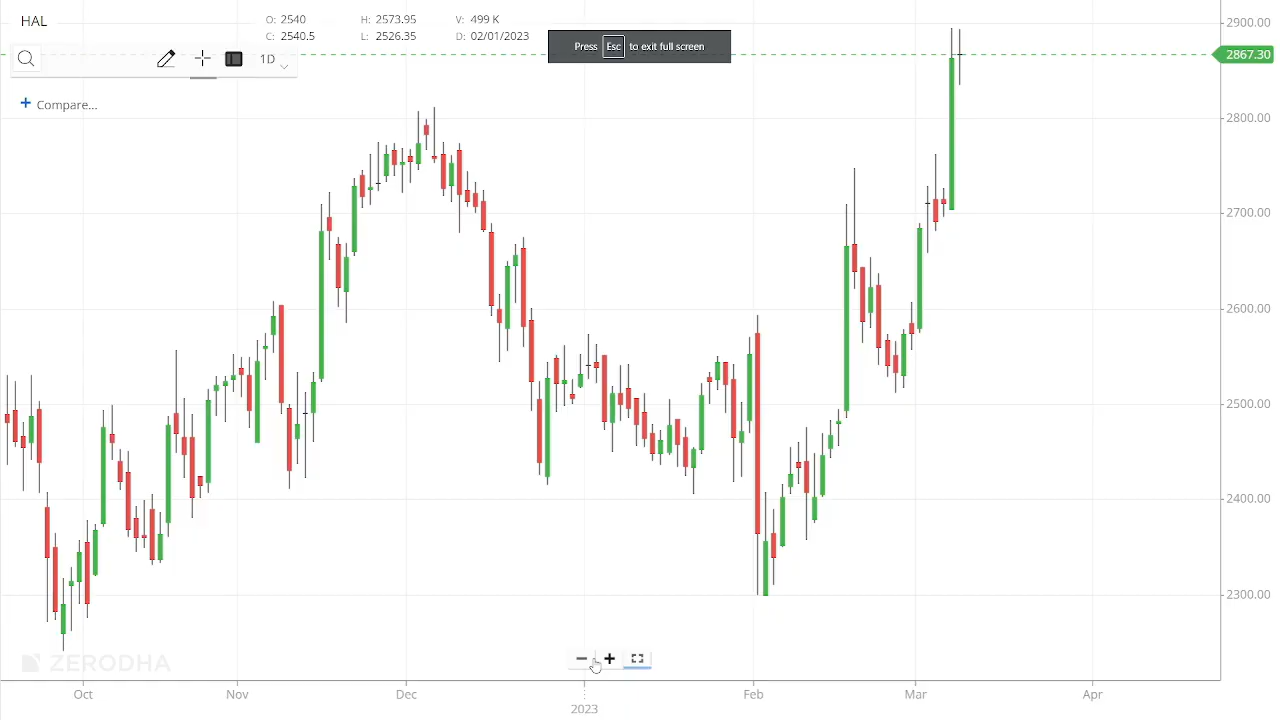 HAL
O: 2540 H: 2573.95 V: 499 K
C: 2540.5 L: 2526.35 D: 02/01/2023
Press Esc to exit full screen
1D
+ Compare...
2900.00
2867.30
2800.00
2700.00
2600.00
2500.00
2400.00
2300.00
ZERODHA
Oct Nov Dec Feb Mar Apr
2023